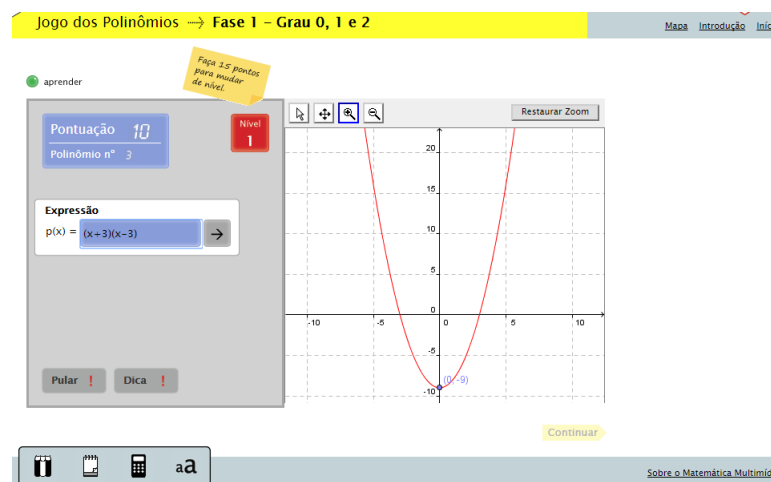 Jogo dos Polinômios → Fase 1 – Grau 0, 1 e 2
Mapa Introdução
aprender
Faça 15 pontos
para mudar
de nível.
Pontuação 10
Polinômio nº 3
Nível
1
Restaurar Zoom
Expressão
p(x) = (x+3)(x−3)
→
20
15
10
5
0
-10 -5 0 5 10
-5
(0, -9)
-10
Pular !
Dica !
Continuar
aa
Sobre o Matemática